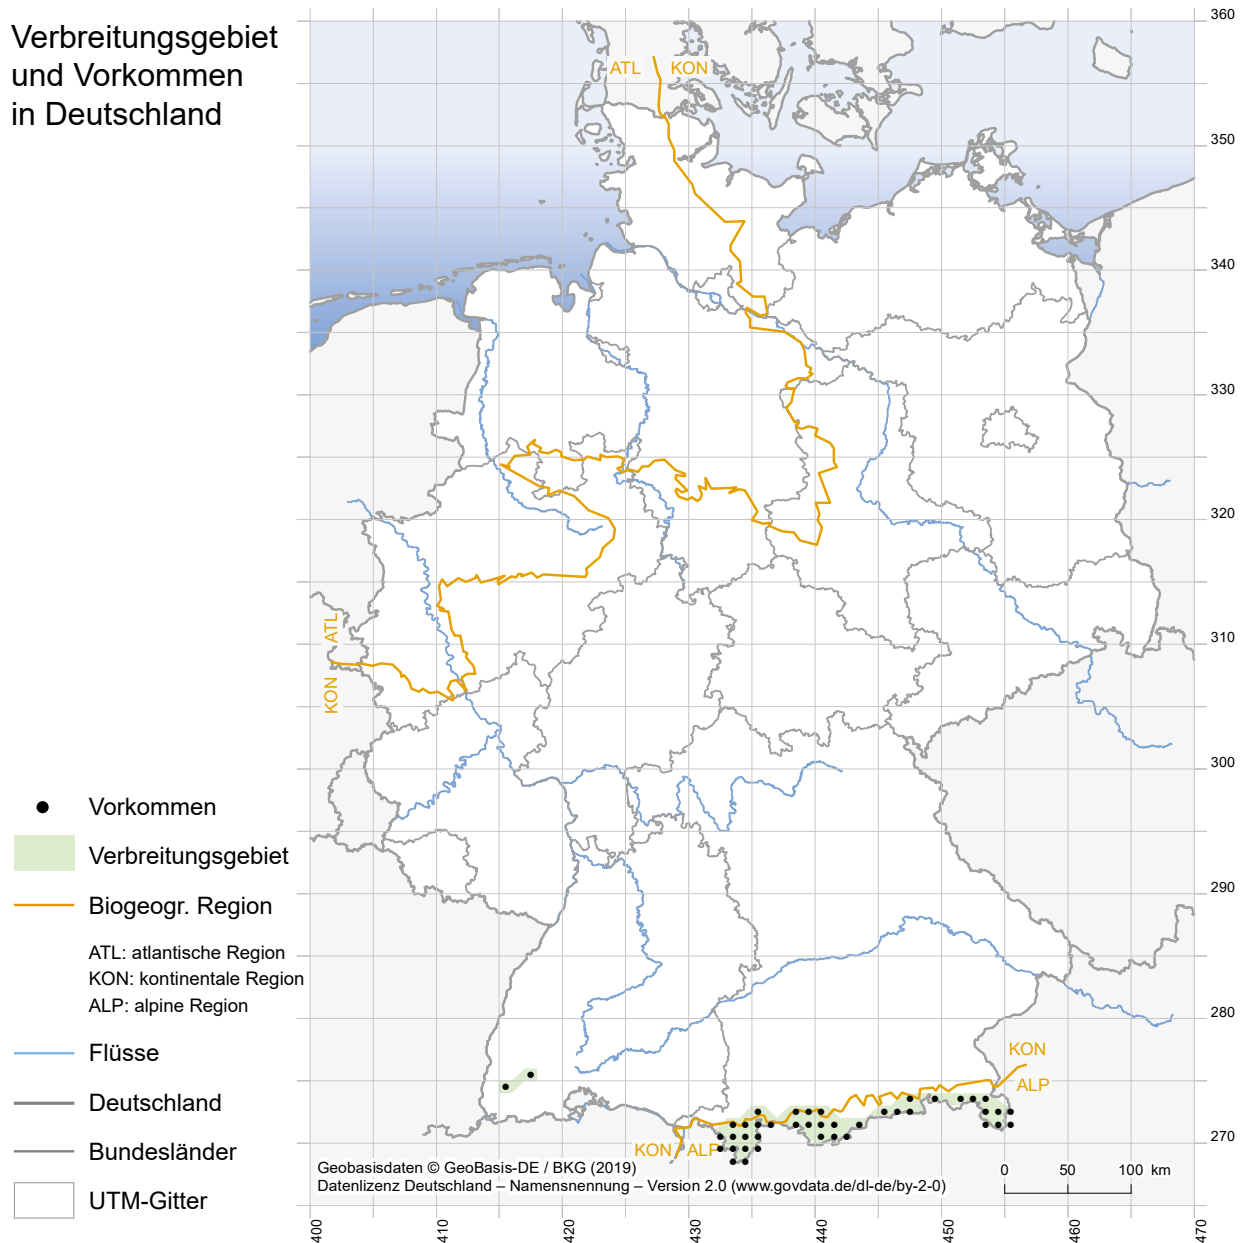 Verbreitungsgebiet
und Vorkommen
in Deutschland
ATL KON
360
350
340
330
320
310
300
290
280
270
ATL
KON
Vorkommen
Verbreitungsgebiet
Biogeogr. Region
ATL: atlantische Region
KON: kontinentale Region
ALP: alpine Region
Flüsse
Deutschland
Bundesländer
UTM-Gitter
KON
ALP
KON ALP
Geobasisdaten © GeoBasis-DE / BKG (2019)
Datenlizenz Deutschland – Namensnennung – Version 2.0 (www.govdata.de/dl-de/by-2-0)
0 50 100 km
400 410 420 430 440 450 460 470